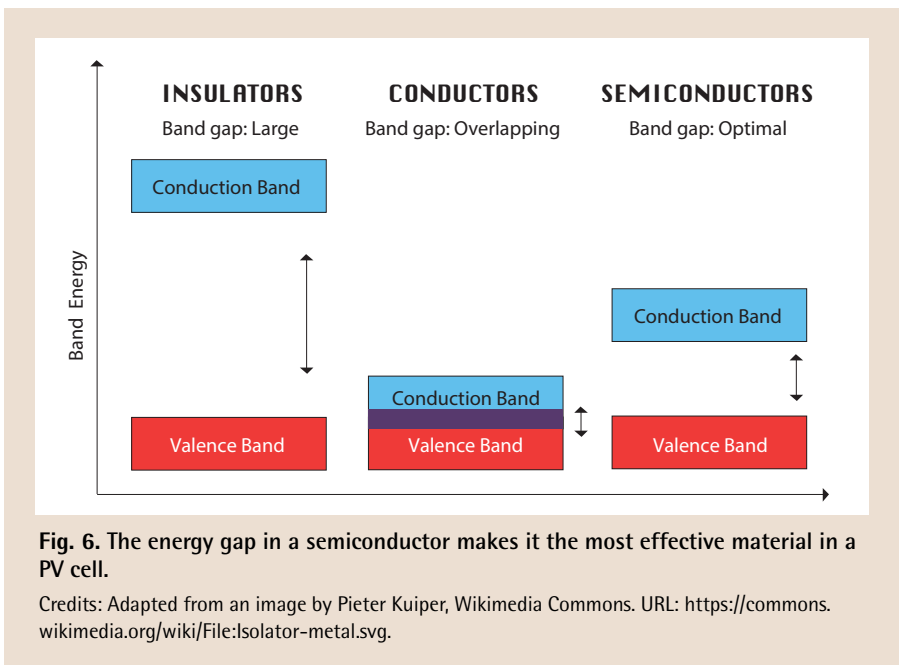 INSULATORS
Band gap: Large
CONDUCTORS
Band gap: Overlapping
SEMICONDUCTORS
Band gap: Optimal
Band Energy
Conduction Band
Valence Band
Conduction Band
Valence Band
Conduction Band
Valence Band
Fig. 6. The energy gap in a semiconductor makes it the most effective material in a
PV cell.
Credits: Adapted from an image by Pieter Kuiper, Wikimedia Commons. URL: https://commons.
wikimedia.org/wiki/File:Isolator-metal.svg.